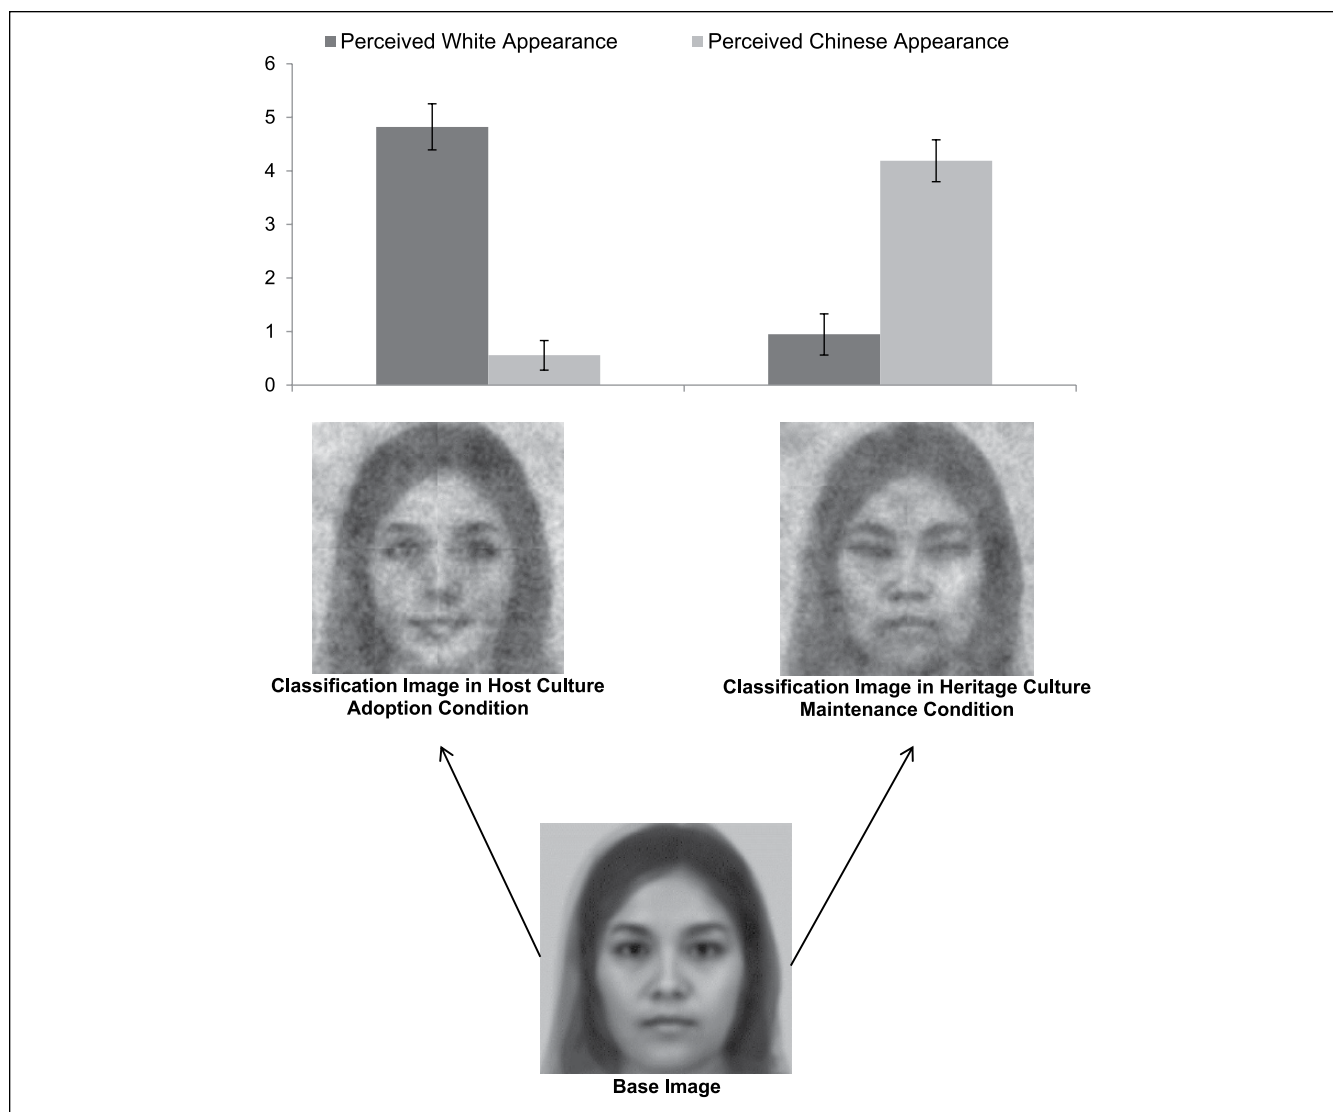 Perceived White Appearance
Perceived Chinese Appearance
6
5
4
3
2
1
0
Classification Image in Host Culture
Adoption Condition
Classification Image in Heritage Culture
Maintenance Condition
Base Image